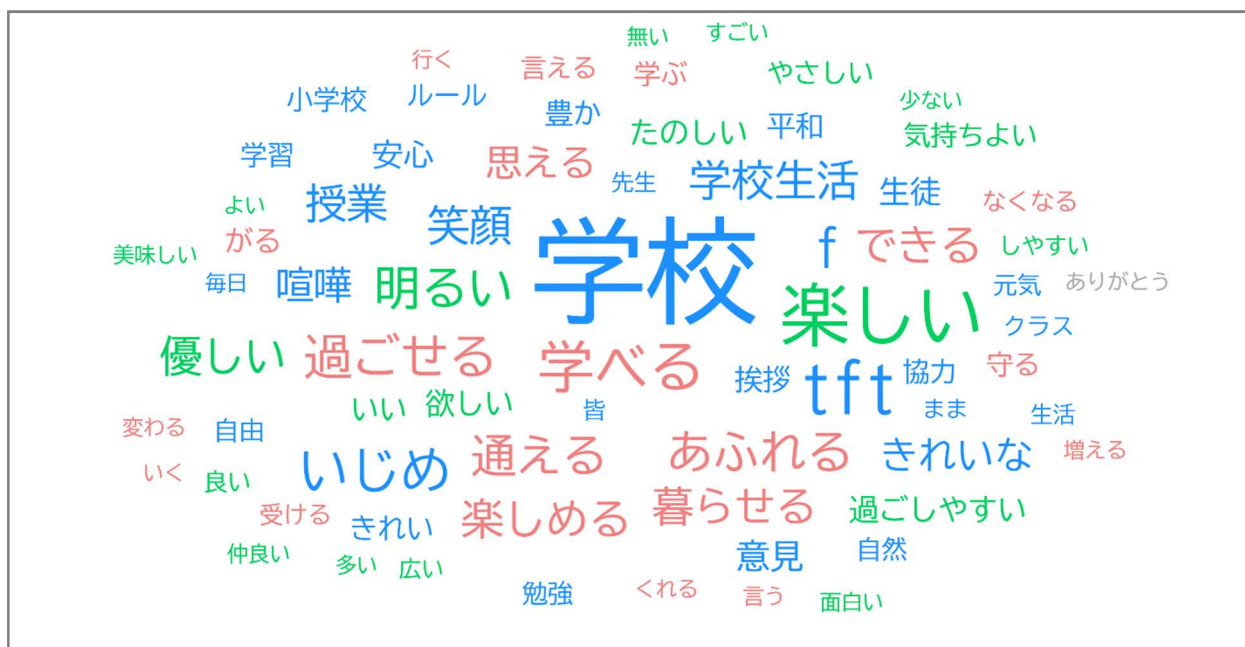 無い すごい
行く 言える 学ぶ やさしい
小学校 ルール 豊か 少ない
たのしい 平和 気持ちよい
学習 安心 思える 先生 学校生活 生徒 なくなる
よい 授業 笑顔 学校 f できる しやすい
美味しい がる
毎日 喧嘩 明るい 楽しい 元気 ありがとう
クラス
優しい 過ごせる 学べる 挨拶 tft 協力 守る
いい 欲しい 皆 まま 生活
変わる 自由 いじめ 通える あふれる きれいな 増える
いく 良い
受ける きれい 楽しめる 暮らせる 過ごしやすい
仲良い 多い 広い 意見 自然
勉強 くれる 言う 面白い